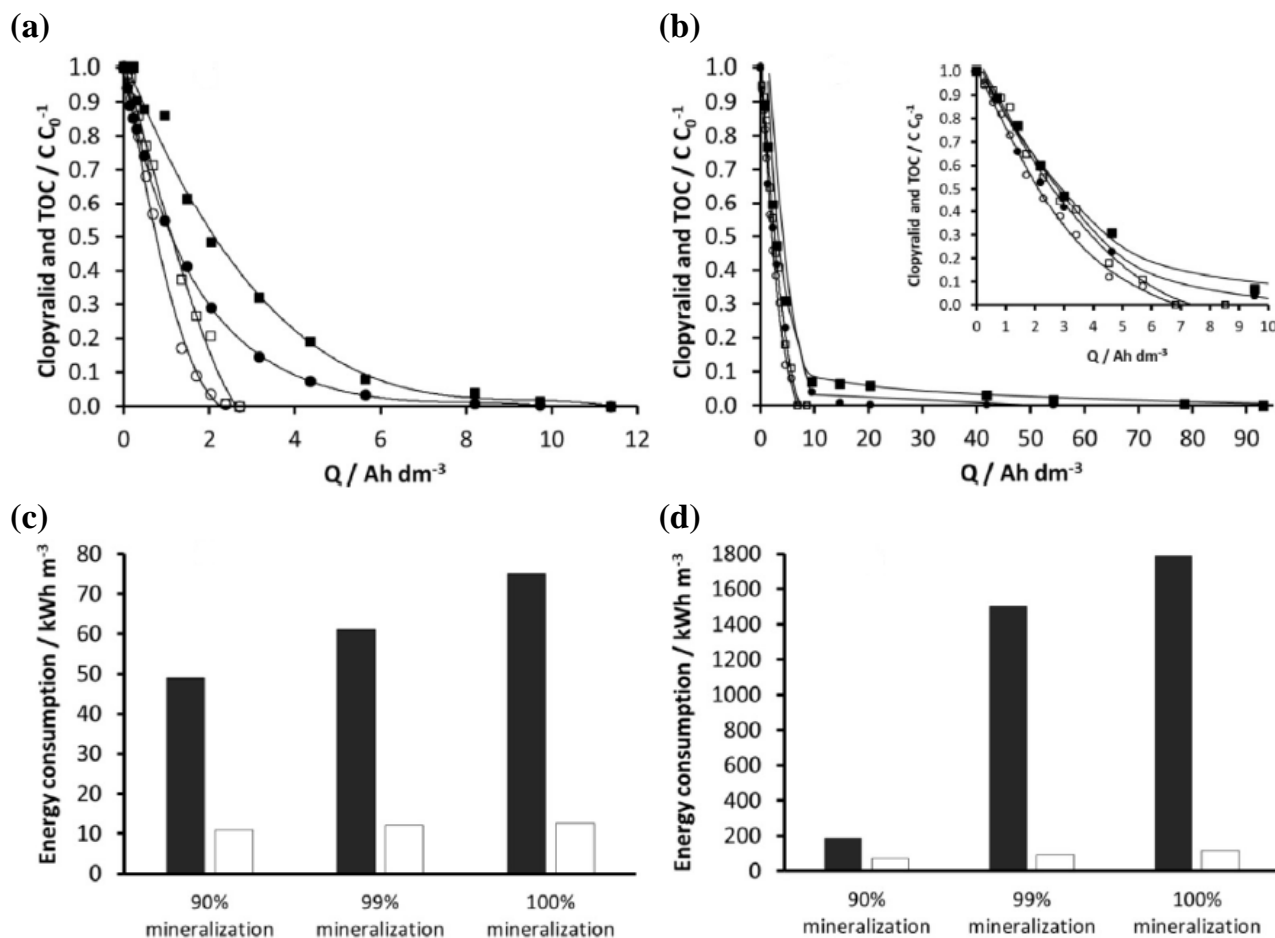 (a)
Clopyralid and TOC / C C₀⁻¹
1.0
0.9
0.8
0.7
0.6
0.5
0.4
0.3
0.2
0.1
0.0
0 2 4 6 8 10 12
Q / Ah dm⁻³
(b)
Clopyralid and TOC / C C₀⁻¹
1.0
0.9
0.8
0.7
0.6
0.5
0.4
0.3
0.2
0.1
0.0
0 10 20 30 40 50 60 70 80 90
Q / Ah dm⁻³
Clopyralid and TOC / C C₀⁻¹
1.0
0.9
0.8
0.7
0.6
0.5
0.4
0.3
0.2
0.1
0.0
0 1 2 3 4 5 6 7 8 9 10
Q / Ah dm⁻³
(c)
Energy consumption / kWh m⁻³
80
70
60
50
40
30
20
10
0
90% 99% 100%
mineralization mineralization mineralization
(d)
Energy consumption / kWh m⁻³
1800
1600
1400
1200
1000
800
600
400
200
0
90% 99% 100%
mineralization mineralization mineralization